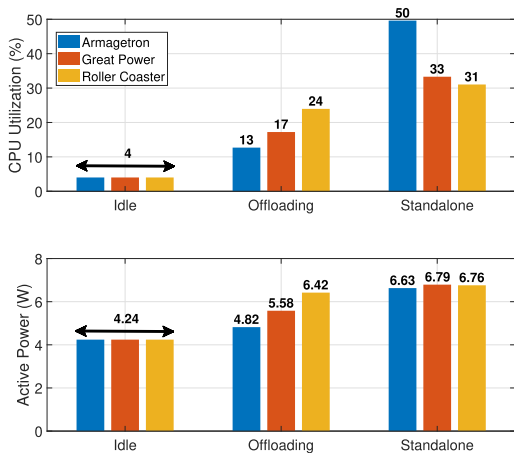 CPU Utilization (%)
50
40
30
20
10
0
Armagetron
Great Power
Roller Coaster
4
13
17
24
50
33
31
Idle
Offloading
Standalone
Active Power (W)
8
6
4
2
0
4.24
4.82
5.58
6.42
6.63
6.79
6.76
Idle
Offloading
Standalone